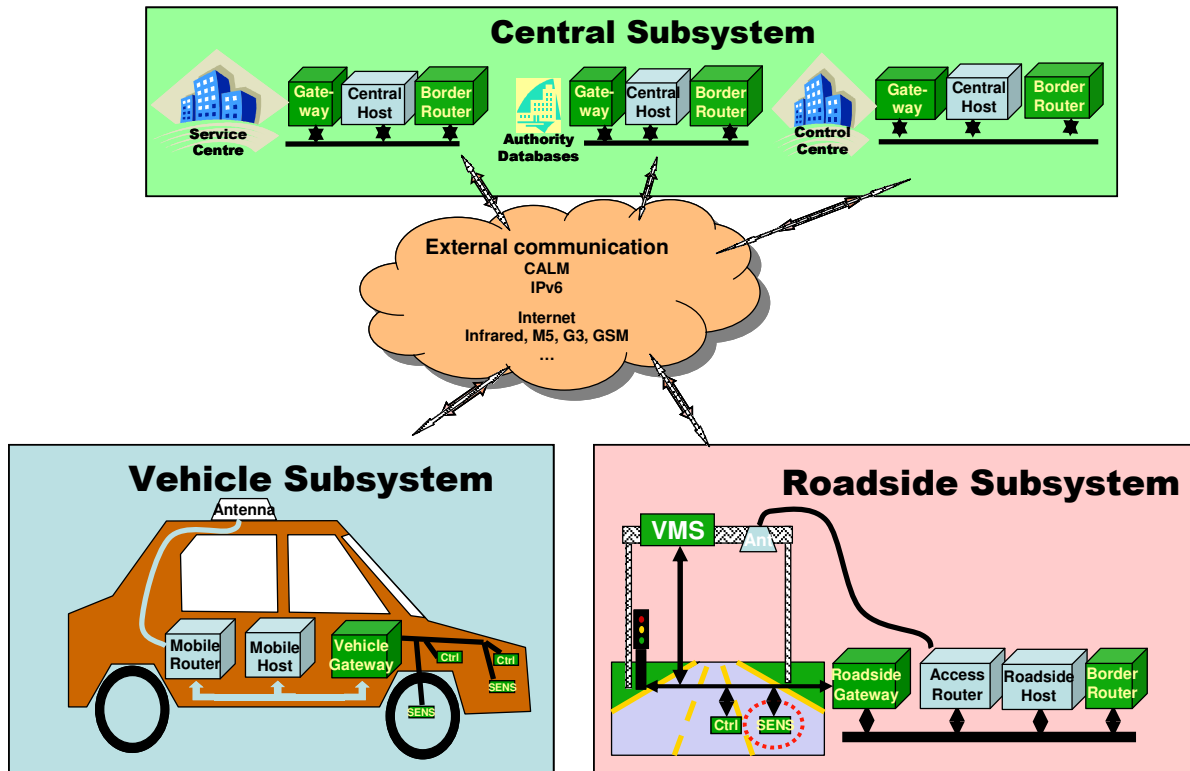 Central Subsystem
Gate-
way
Central
Host
Border
Router
Service
Centre
Gate-
way
Central
Host
Border
Router
Authority
Databases
Gate-
way
Central
Host
Border
Router
Control
Centre
External communication
CALM
IPv6
Internet
Infrared, M5, G3, GSM
...
Vehicle Subsystem
Antenna
Mobile
Router
Mobile
Host
Vehicle
Gateway
Ctrl
Ctrl
SENS
SENS
Roadside Subsystem
VMS
Ant
Roadside
Gateway
Access
Router
Roadside
Host
Border
Router
Ctrl
SENS